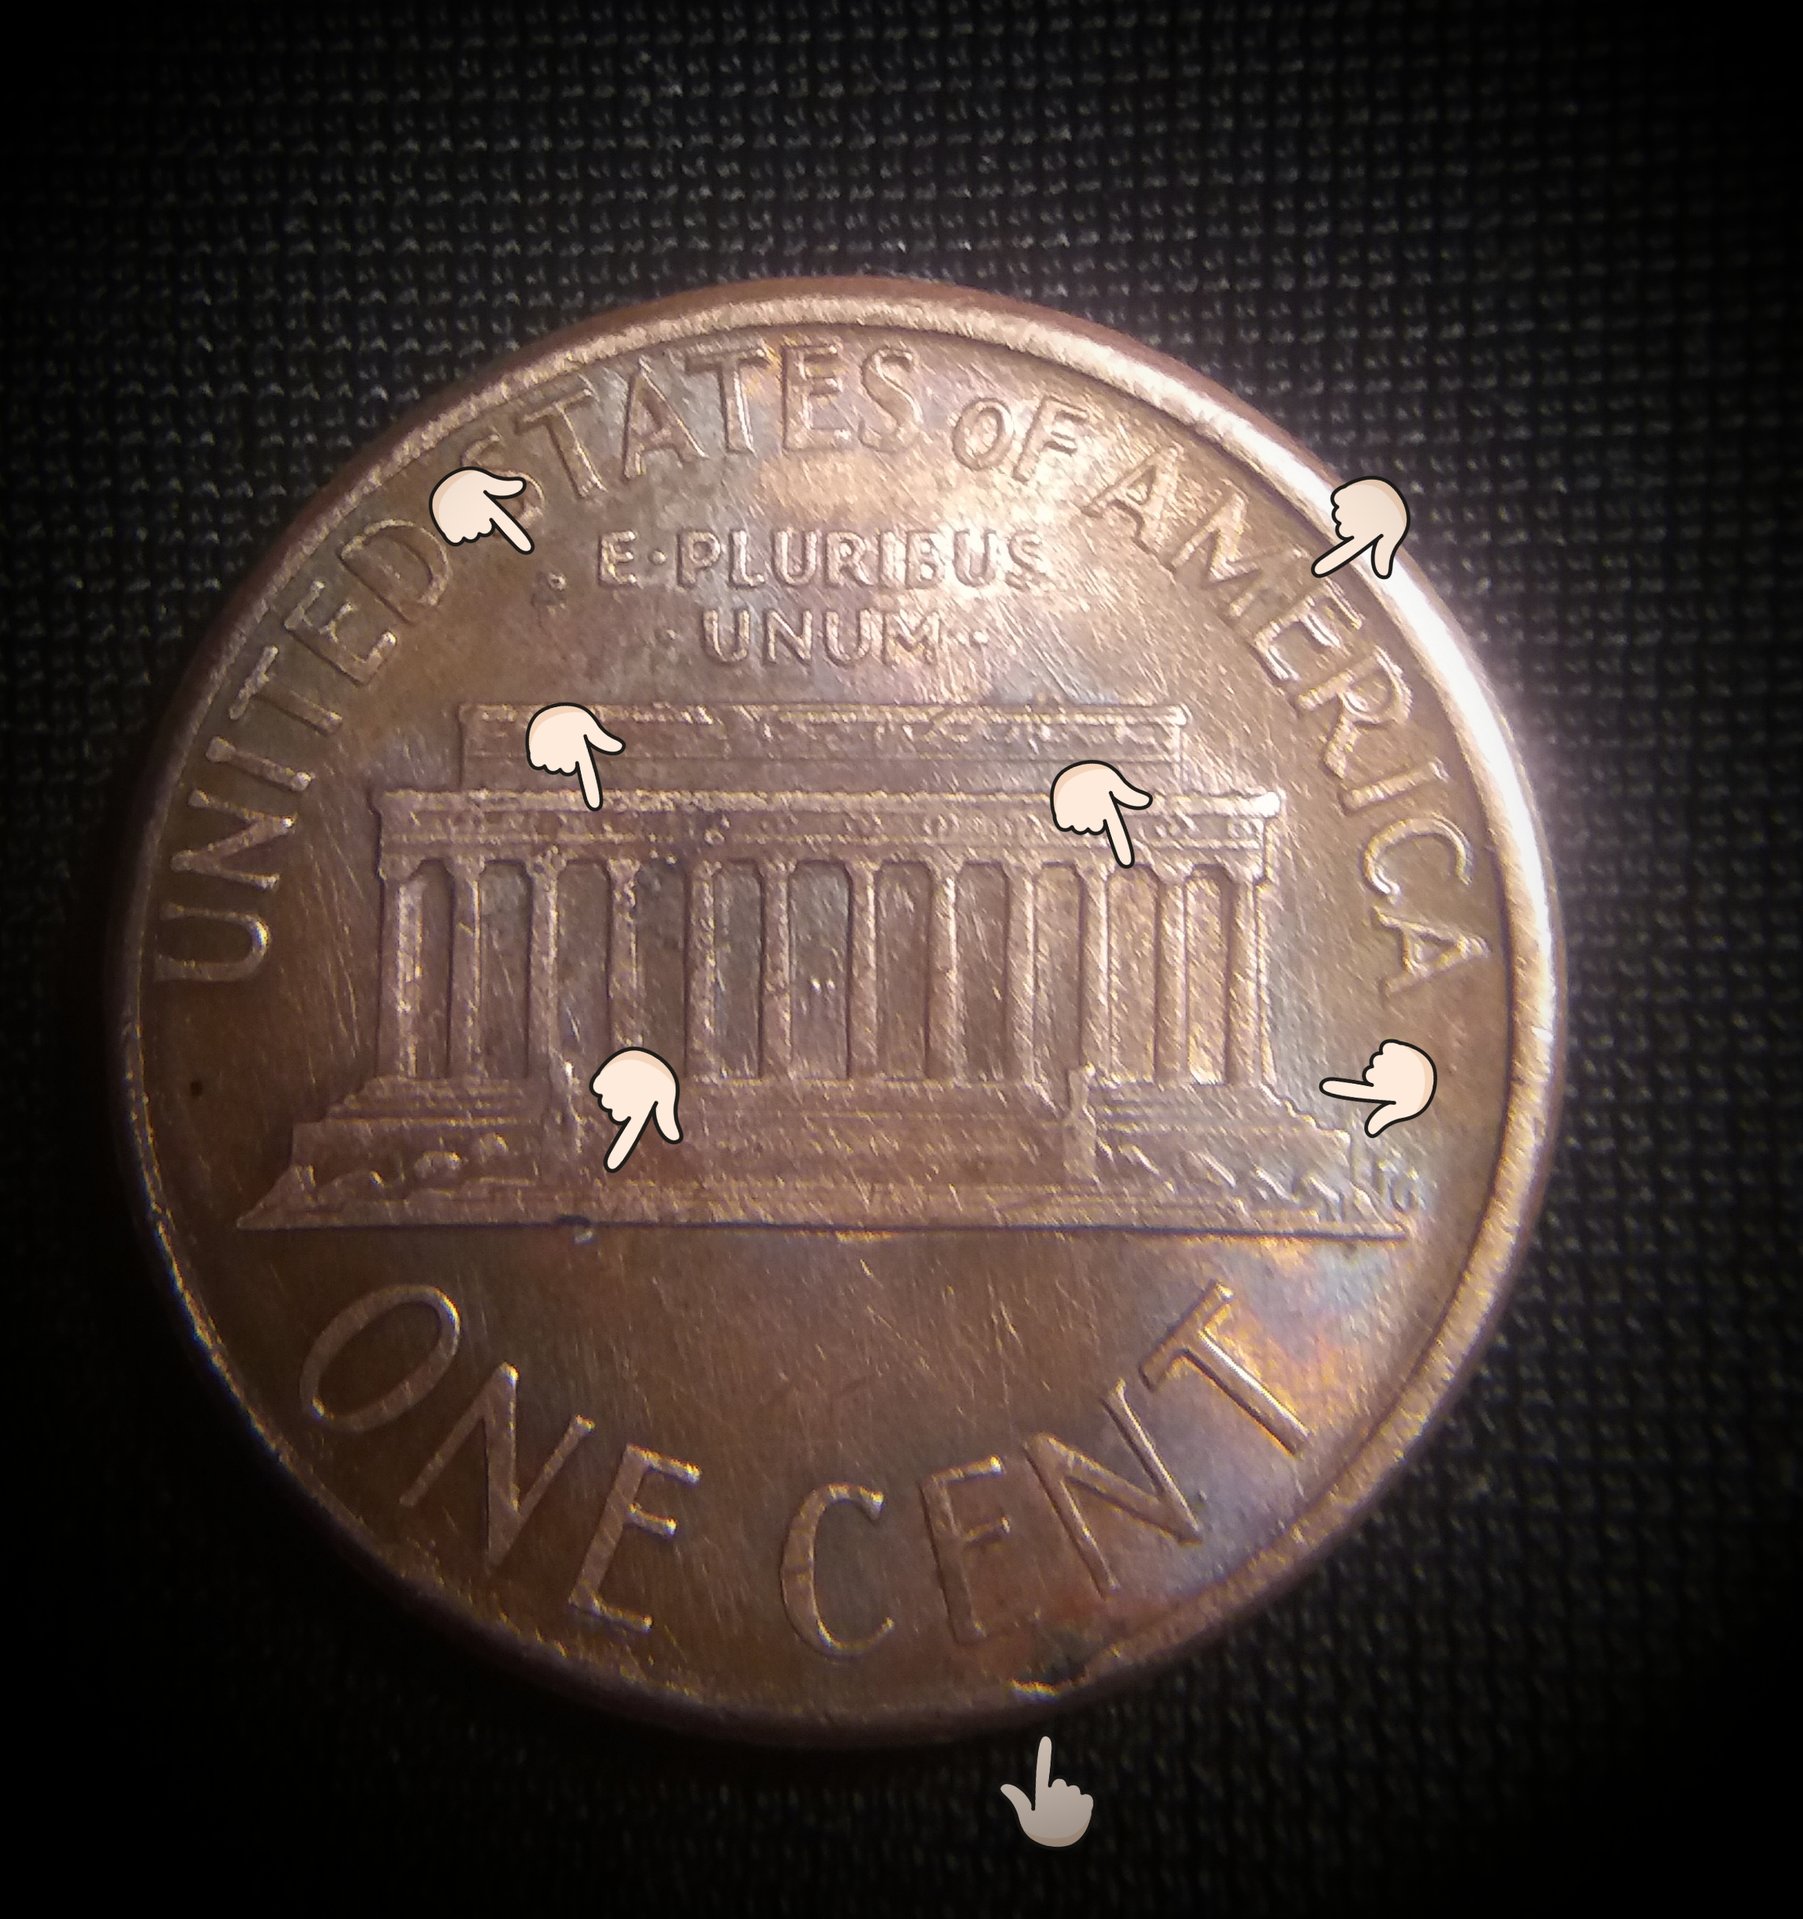 UNITED STATES OF AMERICA
E·PLURIBUS
·UNUM·
ONE CENT